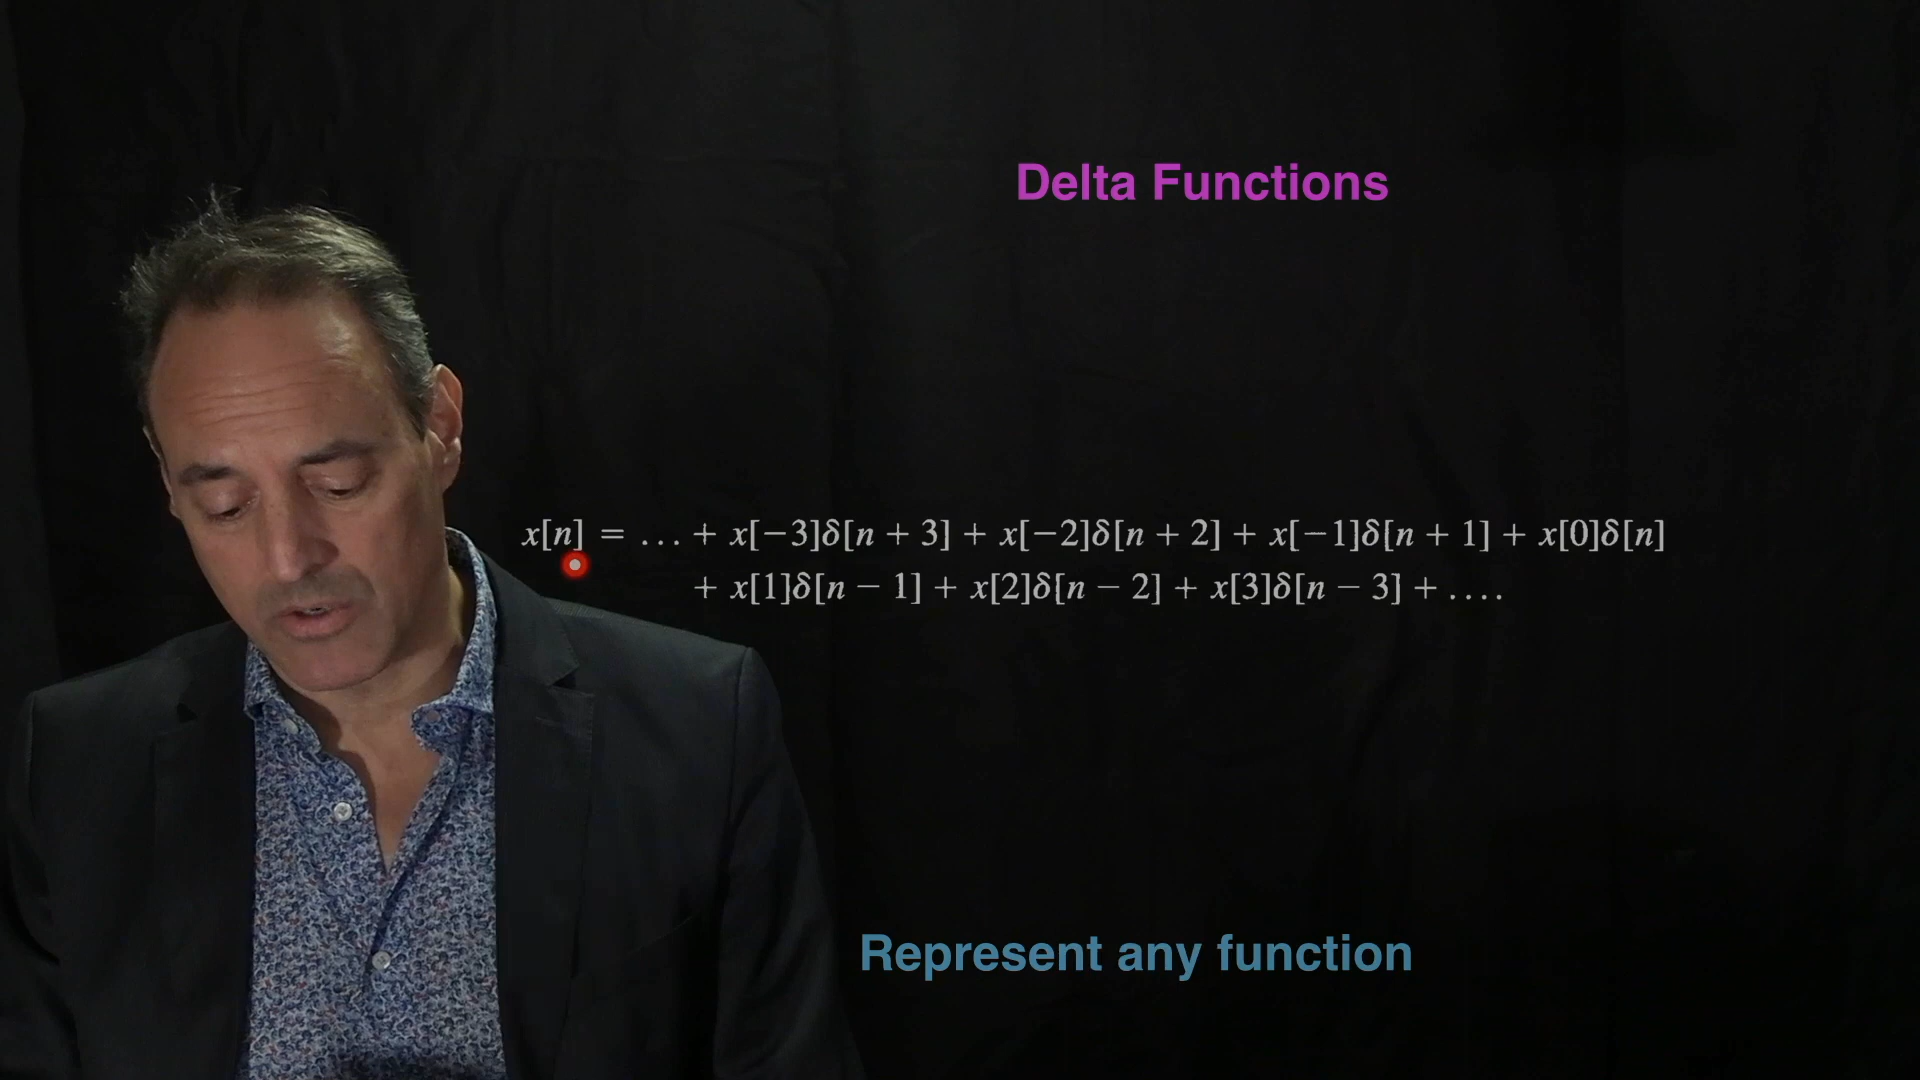 Delta Functions
x[n] = ... + x[−3]δ[n + 3] + x[−2]δ[n + 2] + x[−1]δ[n + 1] + x[0]δ[n]
+ x[1]δ[n − 1] + x[2]δ[n − 2] + x[3]δ[n − 3] + ....
Represent any function